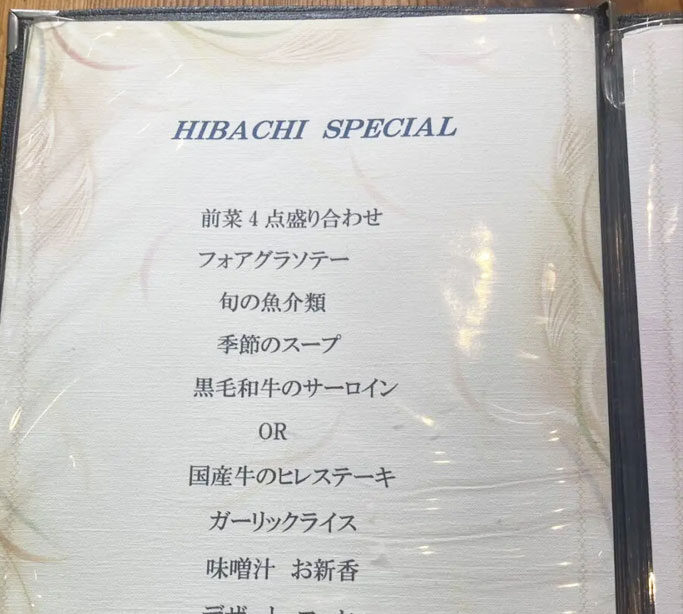 HIBACHI SPECIAL
前菜4点盛り合わせ
フォアグラソテー
旬の魚介類
季節のスープ
黒毛和牛のサーロイン
OR
国産牛のヒレステーキ
ガーリックライス
味噌汁 お新香